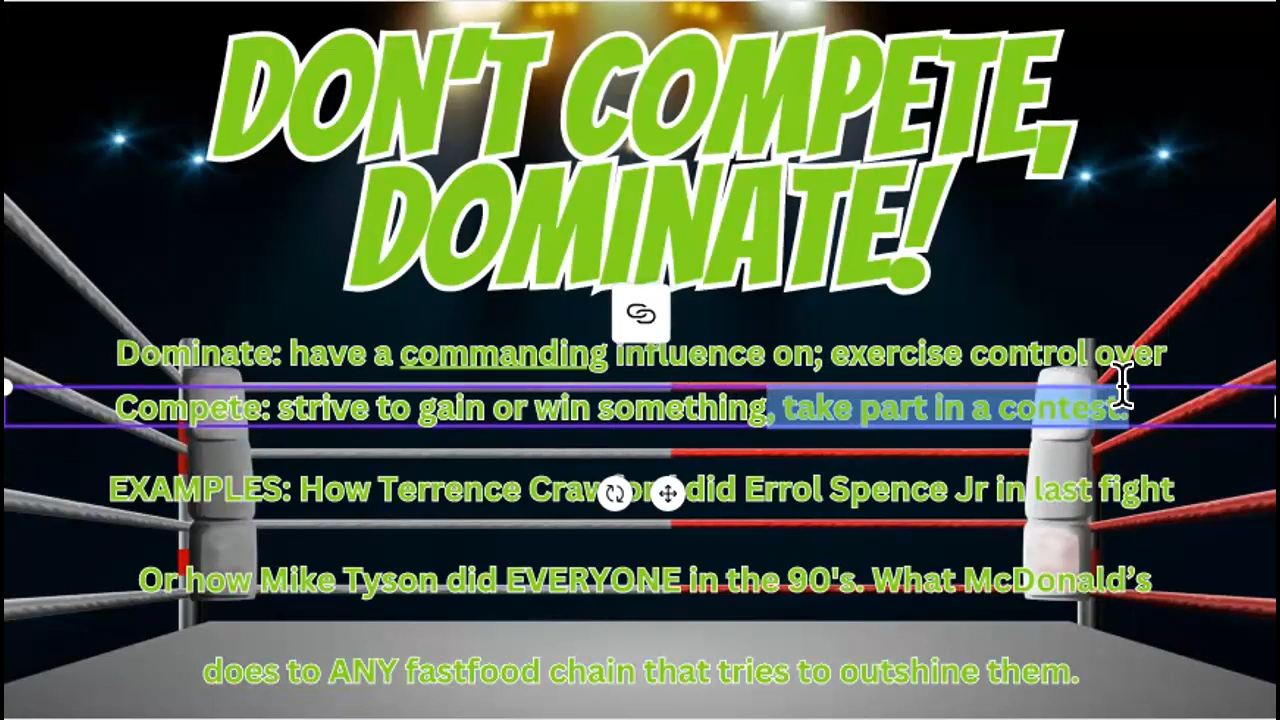 DON'T COMPETE,
DOMINATE!
Dominate: have a commanding influence on; exercise control over
Compete: strive to gain or win something, take part in a contest.
EXAMPLES: How Terrence Crawford did Errol Spence Jr in last fight
Or how Mike Tyson did EVERYONE in the 90's. What McDonald’s
does to ANY fastfood chain that tries to outshine them.